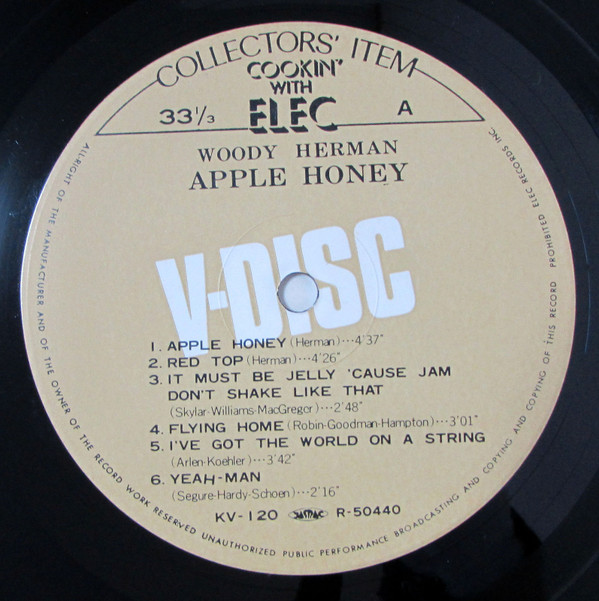 COLLECTORS' ITEM
COOKIN'
WITH
ELEC
33 1/3
A
WOODY HERMAN
APPLE HONEY
V-DISC
1. APPLE HONEY (Herman)···4'37"
2. RED TOP (Herman)···4'26"
3. IT MUST BE JELLY 'CAUSE JAM
DON'T SHAKE LIKE THAT
(Skylar·Williams·MacGreger)···2'48"
4. FLYING HOME (Robin·Goodman·Hampton)···3'01"
5. I'VE GOT THE WORLD ON A STRING
(Arlen·Koehler)···3'42"
6. YEAH-MAN
(Segure·Hardy·Schoen)···2'16"
KV-120 R-50440
ALL RIGHT OF THE MANUFACTURER AND OF THE OWNER OF THE RECORD WORK RESERVED UNAUTHORIZED PUBLIC PERFORMANCE BROADCASTING AND COPYING AND COPYING OF THIS RECORD PROHIBITED ELEC RECORDS INC.